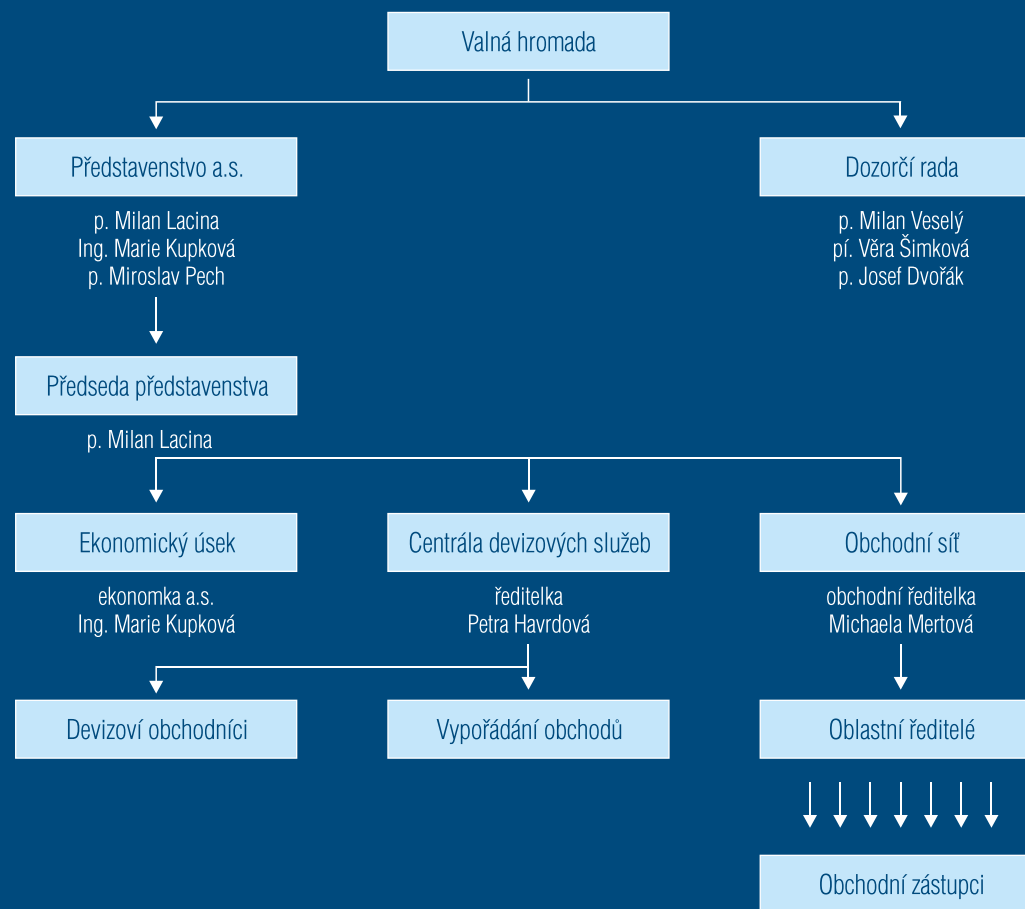 Valná hromada
Představenstvo a.s.
Dozorčí rada
p. Milan Lacina
Ing. Marie Kupková
p. Miroslav Pech
p. Milan Veselý
pí. Věra Šimková
p. Josef Dvořák
Předseda představenstva
p. Milan Lacina
Ekonomický úsek
Centrála devizových služeb
Obchodní síť
ekonomka a.s.
Ing. Marie Kupková
ředitelka
Petra Havrdová
obchodní ředitelka
Michaela Mertová
Devizoví obchodníci
Vypořádání obchodů
Oblastní ředitelé
Obchodní zástupci